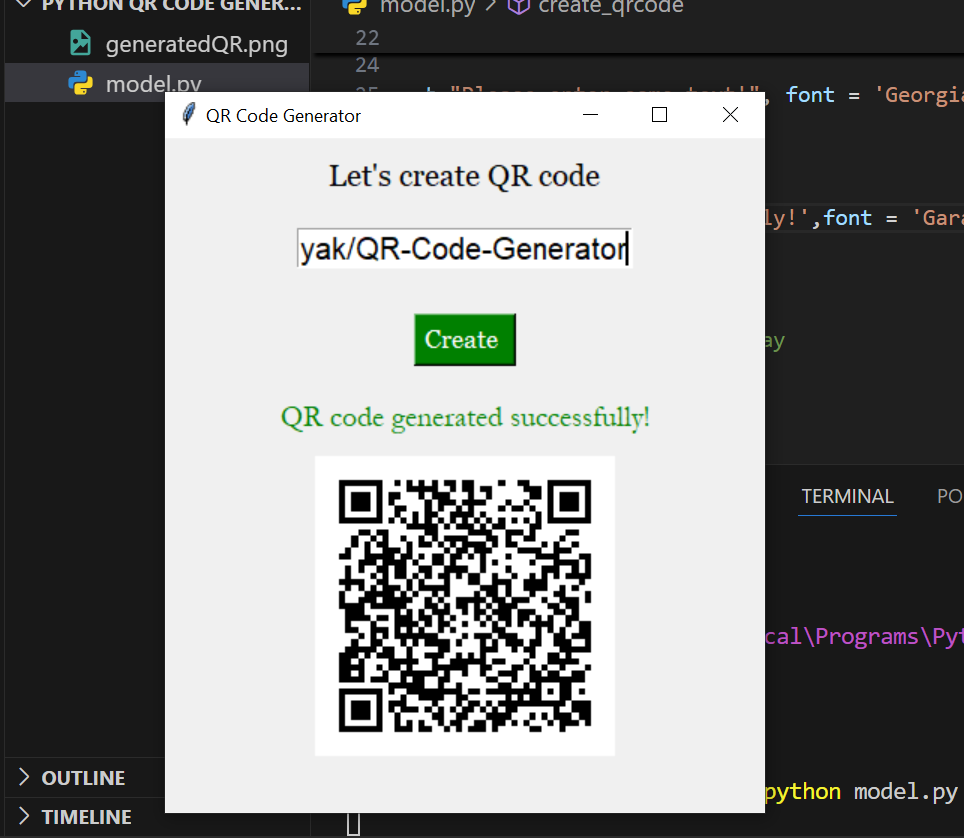 PYTHON QR CODE GENER...
generatedQR.png
model.py
model.py > create_qrcode
22
24
font = 'Georgia
QR Code Generator
Let's create QR code
yak/QR-Code-Generator
ly!',font = 'Gara
Create
ay
QR code generated successfully!
TERMINAL
PO
cal\Programs\Pyt
OUTLINE
python model.py
TIMELINE